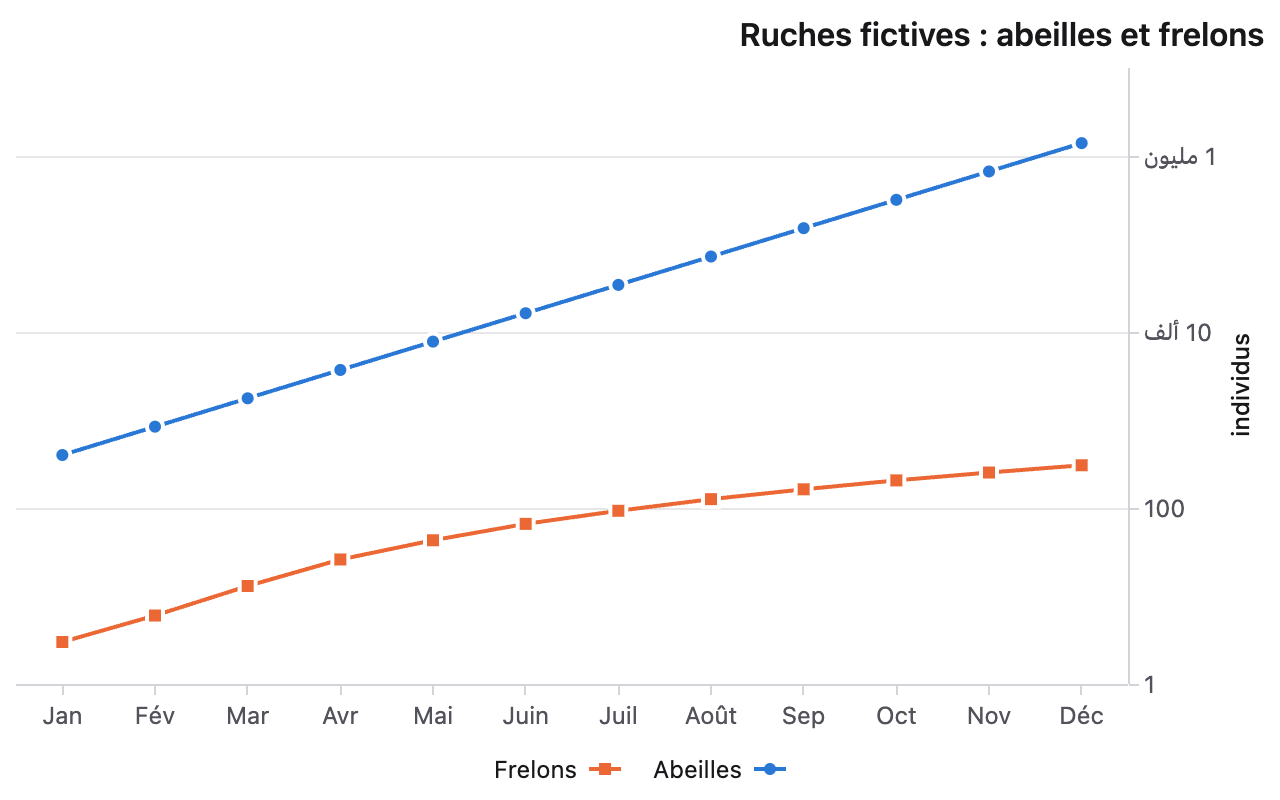 Ruches fictives : abeilles et frelons
1 مليون
10 ألف
100
1
individus
Jan Fév Mar Avr Mai Juin Juil Août Sep Oct Nov Déc
Frelons Abeilles